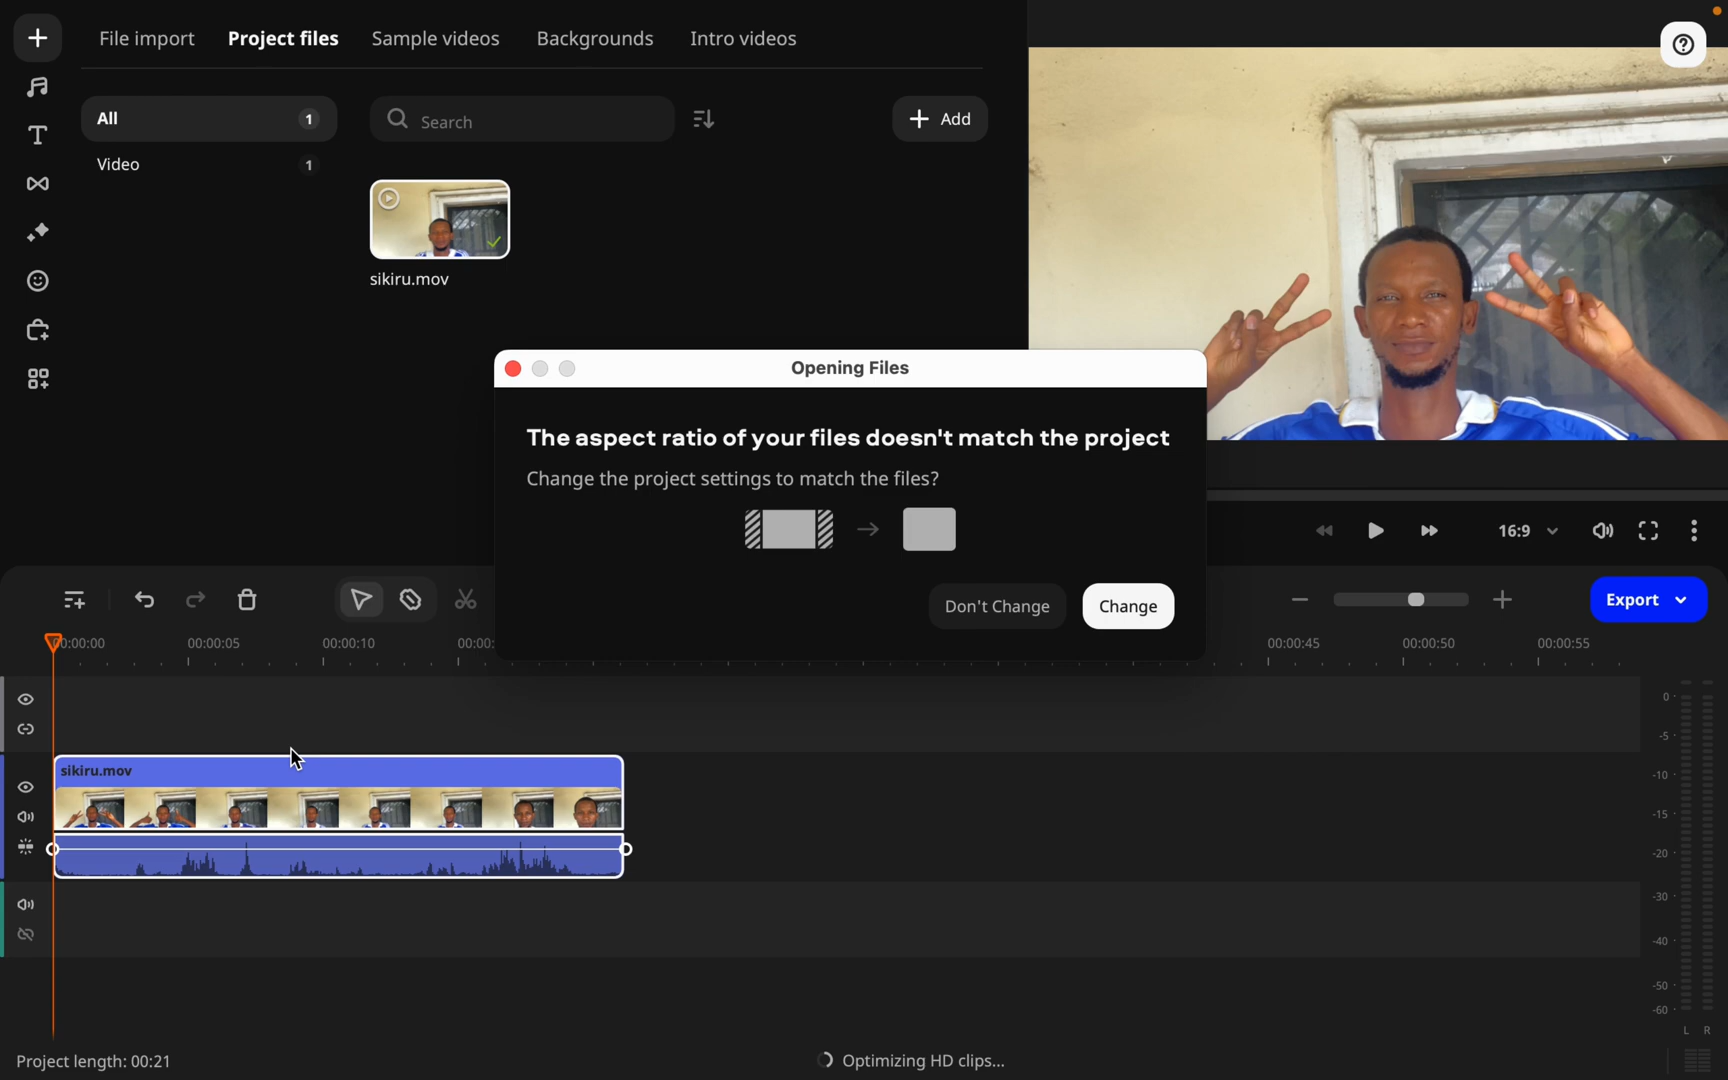 File import
Project files
Sample videos
Backgrounds
Intro videos
All
1
Search
Add
Video
1
sikiru.mov
Opening Files
The aspect ratio of your files doesn't match the project
Change the project settings to match the files?
Don't Change
Change
16:9
Export
00:00:00
00:00:05
00:00:10
00:00:
00:00:45
00:00:50
00:00:55
sikiru.mov
0
-5
-10
-15
-20
-30
-40
-50
-60
L R
Project length: 00:21
Optimizing HD clips...